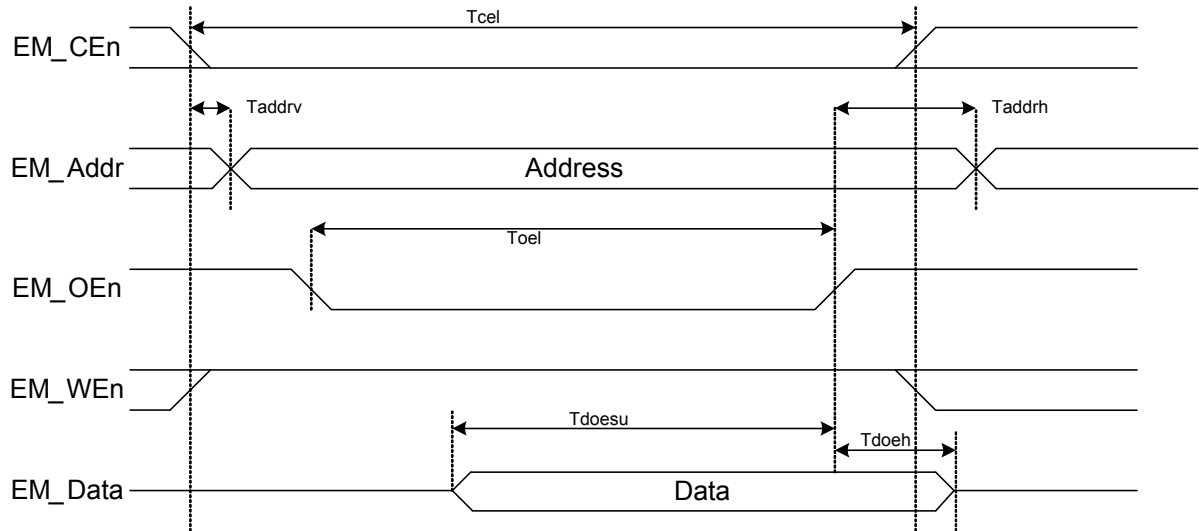 Tcel
EM_CEn
Taddrv
Taddrh
EM_Addr
Address
Toel
EM_OEn
EM_WEn
Tdoesu
Tdoeh
EM_Data
Data